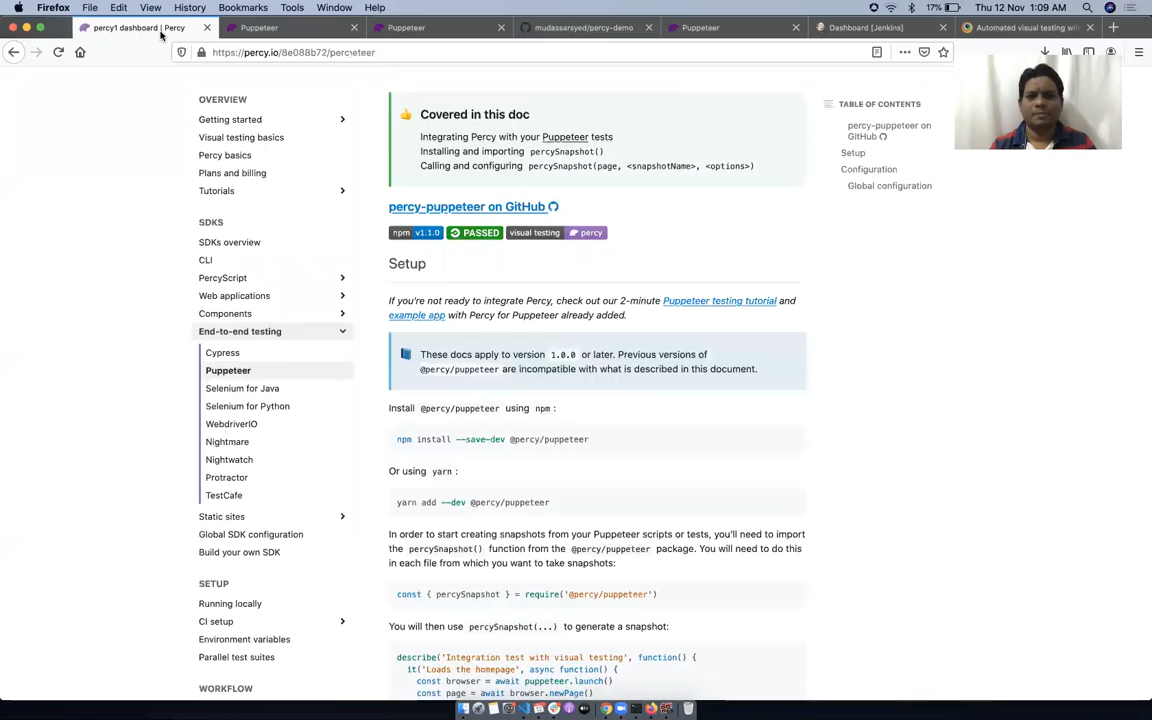 Firefox File Edit View History Bookmarks Tools Window Help 17% Thu 12 Nov 1:09 AM
percy1 dashboard | Percy Puppeteer Puppeteer mudassarsyed/percy-demo Puppeteer Dashboard [Jenkins] Automated visual testing with
https://percy.io/8e088b72/perceteer
OVERVIEW
Getting started
Visual testing basics
Percy basics
Plans and billing
Tutorials
SDKS
SDKs overview
CLI
PercyScript
Web applications
Components
End-to-end testing
Cypress
Puppeteer
Selenium for Java
Selenium for Python
WebdriverIO
Nightmare
Nightwatch
Protractor
TestCafe
Static sites
Global SDK configuration
Build your own SDK
SETUP
Running locally
CI setup
Environment variables
Parallel test suites
WORKFLOW
Covered in this doc
Integrating Percy with your Puppeteer tests
Installing and importing percySnapshot()
Calling and configuring percySnapshot(page, <snapshotName>, <options>)
percy-puppeteer on GitHub
npm v1.1.0 PASSED visual testing percy
Setup
If you're not ready to integrate Percy, check out our 2-minute Puppeteer testing tutorial and
example app with Percy for Puppeteer already added.
These docs apply to version 1.0.0 or later. Previous versions of
@percy/puppeteer are incompatible with what is described in this document.
Install @percy/puppeteer using npm :
npm install --save-dev @percy/puppeteer
Or using yarn :
yarn add --dev @percy/puppeteer
In order to start creating snapshots from your Puppeteer scripts or tests, you'll need to import
the percySnapshot() function from the @percy/puppeteer package. You will need to do this
in each file from which you want to take snapshots:
const { percySnapshot } = require('@percy/puppeteer')
You will then use percySnapshot(...) to generate a snapshot:
describe('Integration test with visual testing', function() {
it('Loads the homepage', async function() {
const browser = await puppeteer.launch()
const page = await browser.newPage()
TABLE OF CONTENTS
percy-puppeteer on
GitHub
Setup
Configuration
Global configuration